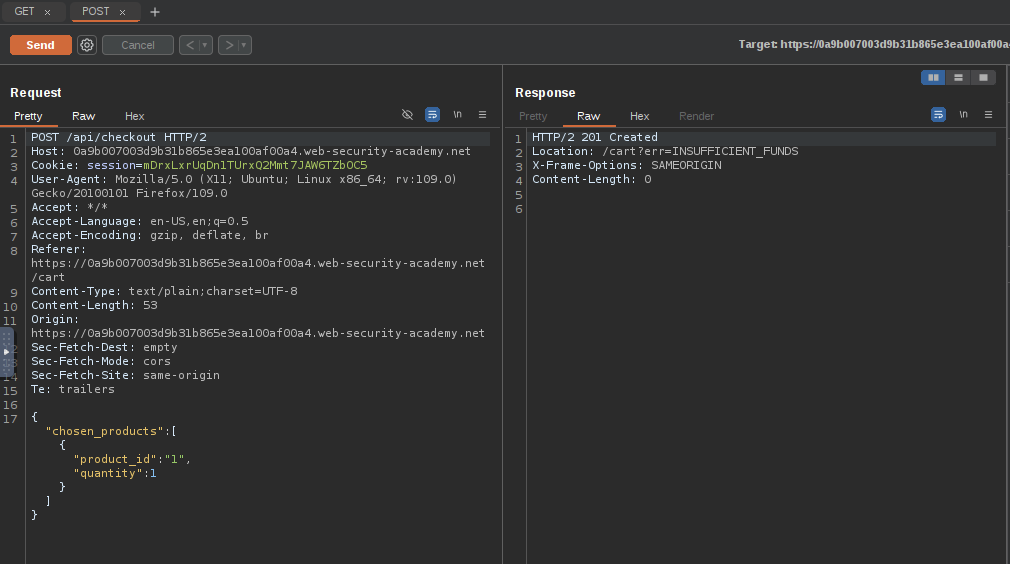 GET × POST × +
Send Cancel < > Target: https://0a9b007003d9b31b865e3ea100af00a4
Request
Pretty Raw Hex \n
1 POST /api/checkout HTTP/2
2 Host: 0a9b007003d9b31b865e3ea100af00a4.web-security-academy.net
3 Cookie: session=mDrxLxrUqDnlTUrxQ2Mmt7JAW6TZbOC5
4 User-Agent: Mozilla/5.0 (X11; Ubuntu; Linux x86_64; rv:109.0)
Gecko/20100101 Firefox/109.0
5 Accept: */*
6 Accept-Language: en-US,en;q=0.5
7 Accept-Encoding: gzip, deflate, br
8 Referer:
https://0a9b007003d9b31b865e3ea100af00a4.web-security-academy.net
/cart
9 Content-Type: text/plain;charset=UTF-8
10 Content-Length: 53
11 Origin:
https://0a9b007003d9b31b865e3ea100af00a4.web-security-academy.net
12 Sec-Fetch-Dest: empty
13 Sec-Fetch-Mode: cors
14 Sec-Fetch-Site: same-origin
15 Te: trailers
16
17 {
"chosen_products":[
{
"product_id":"1",
"quantity":1
}
]
}
Response
Pretty Raw Hex Render \n
1 HTTP/2 201 Created
2 Location: /cart?err=INSUFFICIENT_FUNDS
3 X-Frame-Options: SAMEORIGIN
4 Content-Length: 0
5
6